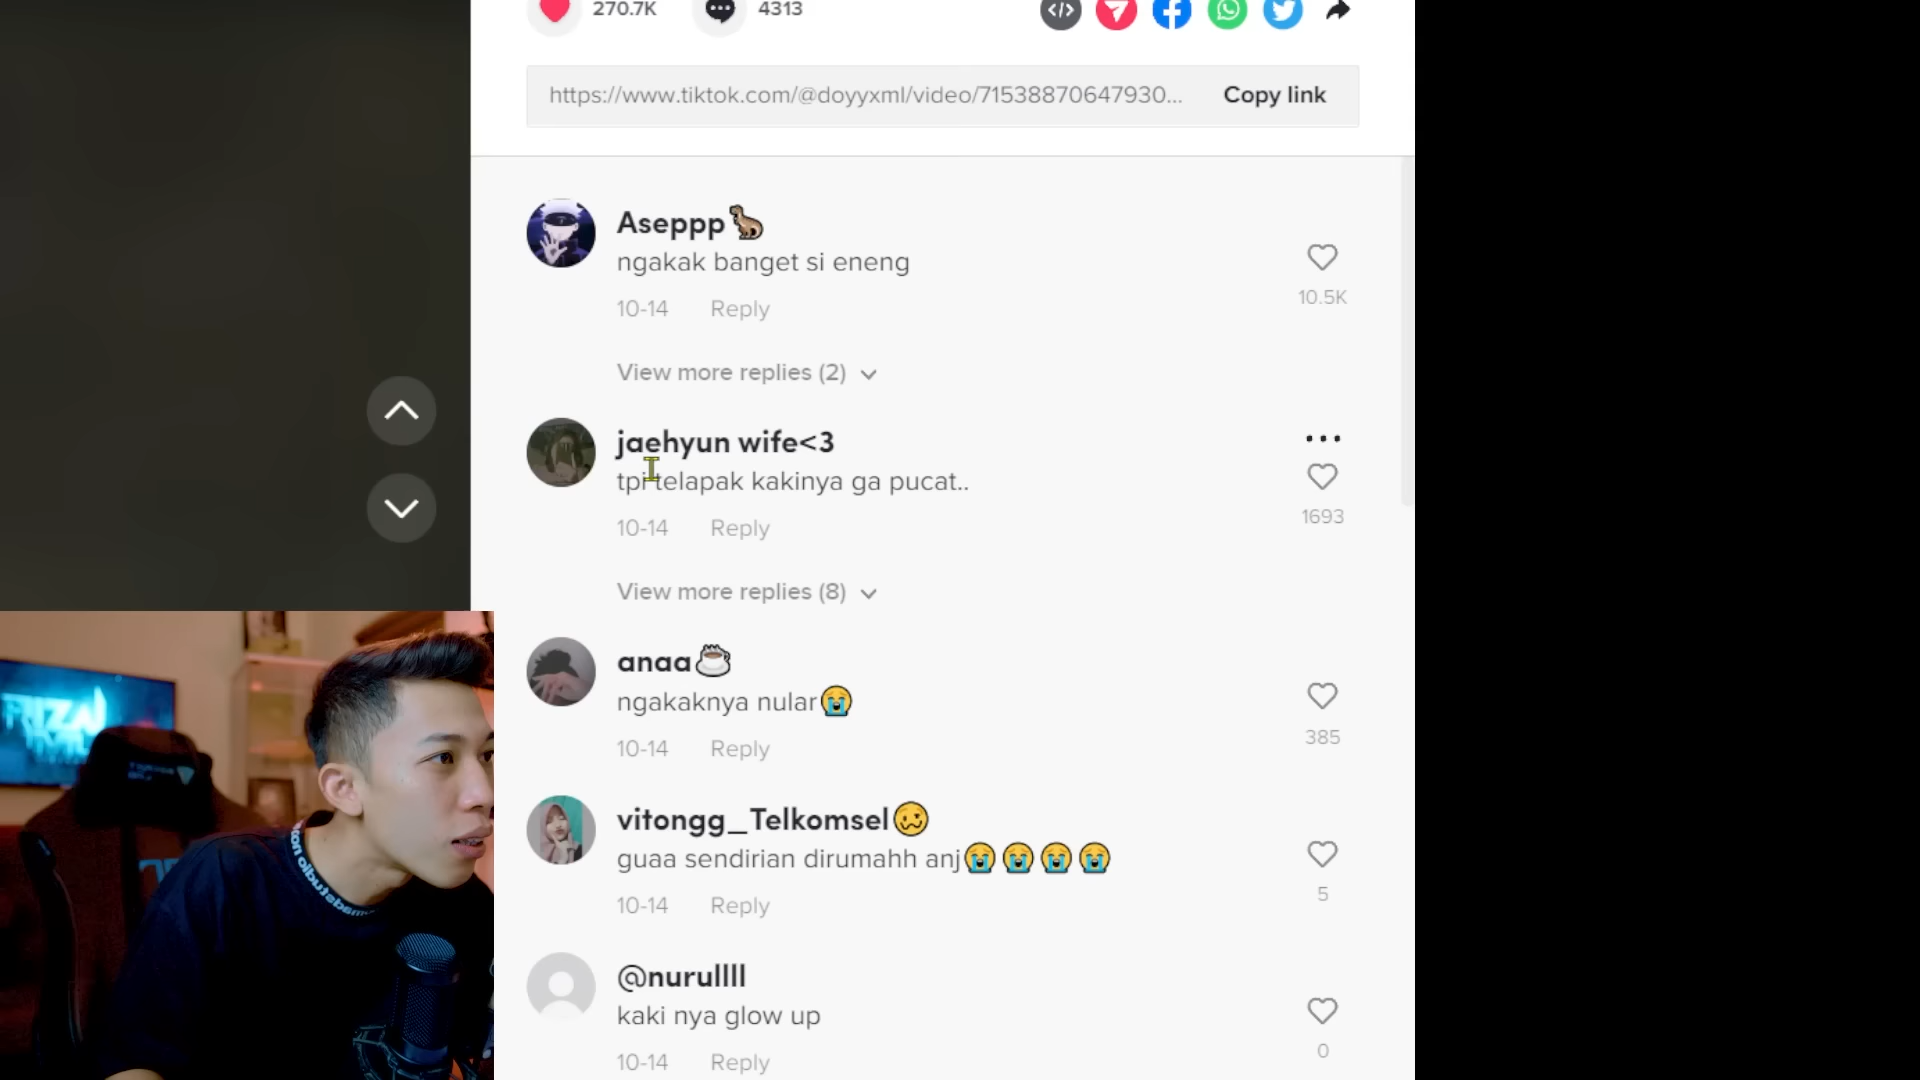 270.7K 4313
https://www.tiktok.com/@doyyxml/video/71538870647930... Copy link
Aseppp🦖
ngakak banget si eneng
10-14 Reply
10.5K
View more replies (2)
jaehyun wife<3
tpi telapak kakinya ga pucat..
10-14 Reply
1693
View more replies (8)
anaa☕
ngakaknya nular😭
10-14 Reply
385
vitongg_Telkomsel🥴
guaa sendirian dirumahh anj😭😭😭😭
10-14 Reply
5
@nurullll
kaki nya glow up
10-14 Reply
0